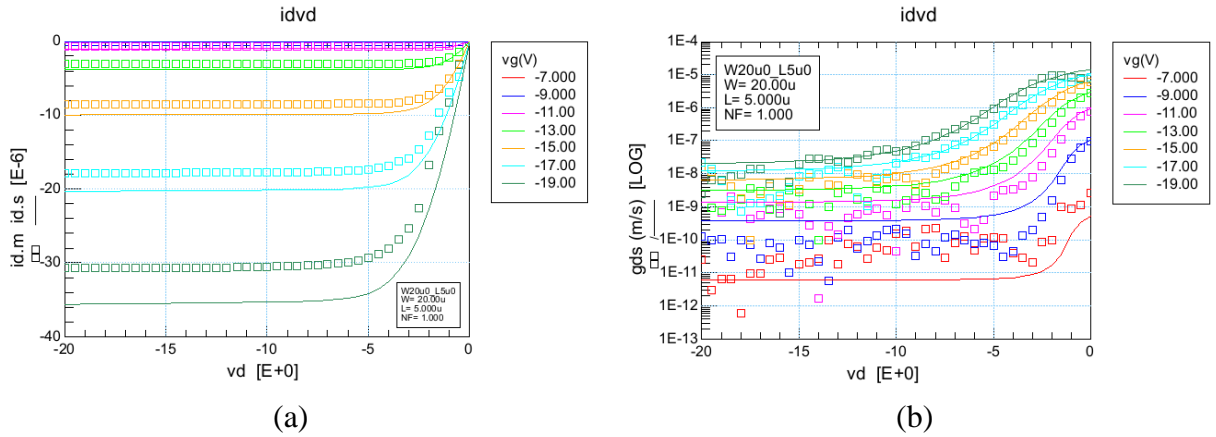 idvd
0
-10
-20
-30
-40
id.m id.s [E-6]
-20
-15
-10
-5
0
vd [E+0]
W20u0_L5u0
W= 20.00u
L= 5.000u
NF= 1.000
vg(V)
-7.000
-9.000
-11.00
-13.00
-15.00
-17.00
-19.00
(a)
idvd
1E-4
1E-5
1E-6
1E-7
1E-8
1E-9
1E-10
1E-11
1E-12
1E-13
gds (m/s) [LOG]
-20
-15
-10
-5
0
vd [E+0]
W20u0_L5u0
W= 20.00u
L= 5.000u
NF= 1.000
vg(V)
-7.000
-9.000
-11.00
-13.00
-15.00
-17.00
-19.00
(b)